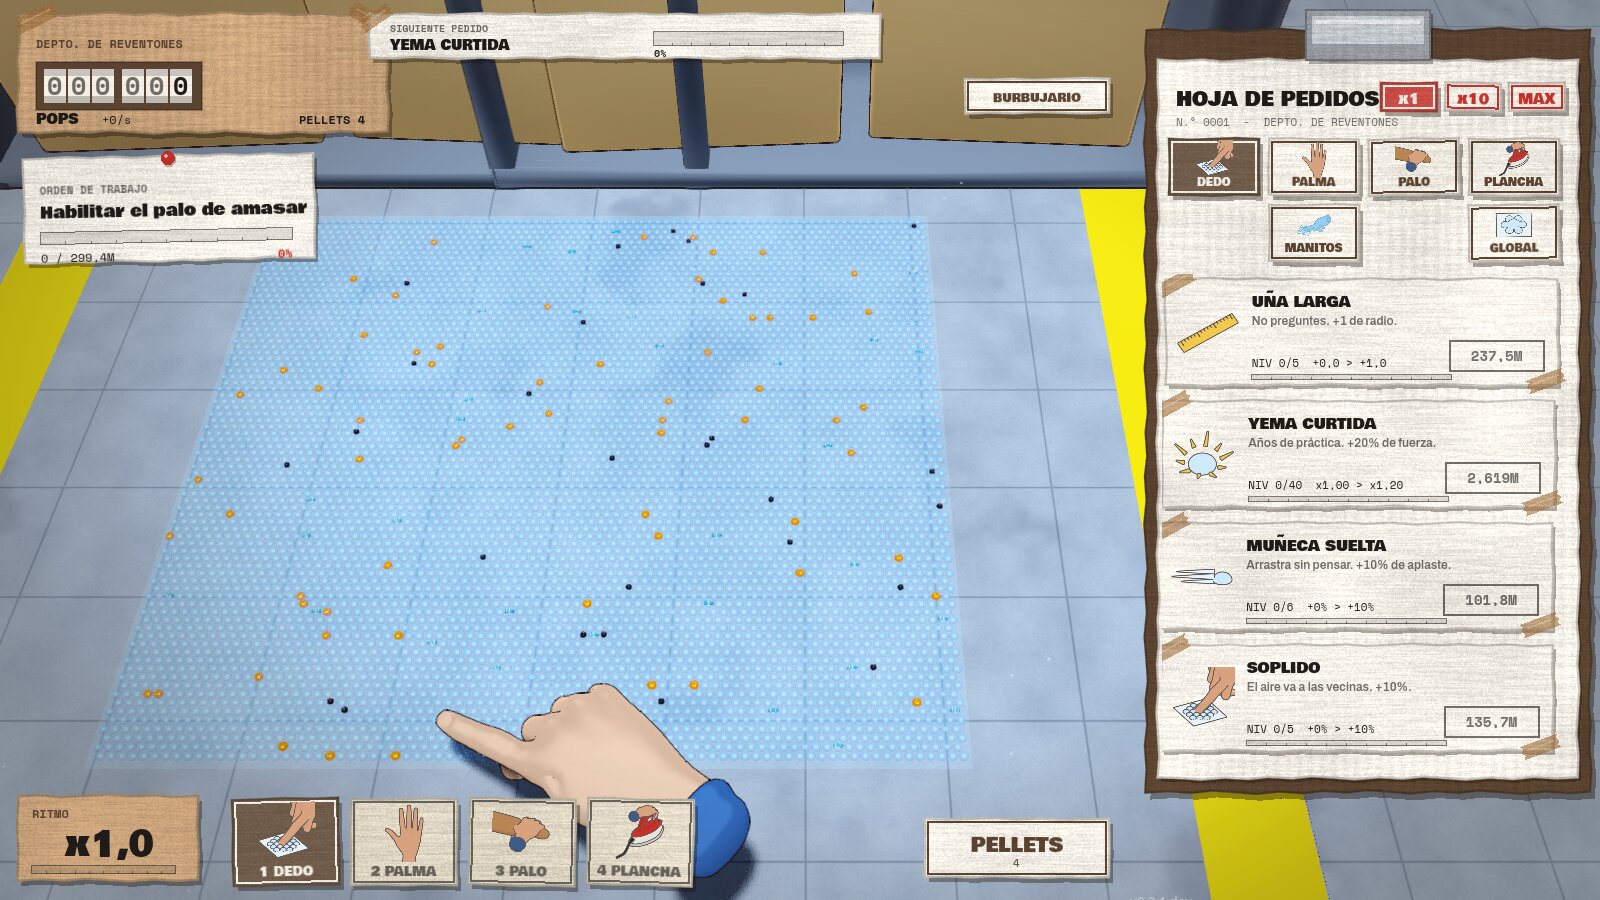 DEPTO. DE REVENTONES
000 000
POPS +0/s PELLETS 4
SIGUIENTE PEDIDO
YEMA CURTIDA
0%
BURBUJARIO
ORDEN DE TRABAJO
Habilitar el palo de amasar
0 / 299,4M 0%
HOJA DE PEDIDOS x1 x10 MAX
N.° 0001 - DEPTO. DE REVENTONES
DEDO PALMA PALO PLANCHA
MANITOS GLOBAL
UÑA LARGA
No preguntes. +1 de radio.
NIV 0/5 +0,0 > +1,0 237,5M
YEMA CURTIDA
Años de práctica. +20% de fuerza.
NIV 0/40 x1,00 > x1,20 2,619M
MUÑECA SUELTA
Arrastra sin pensar. +10% de aplaste.
NIV 0/6 +0% > +10% 101,8M
SOPLIDO
El aire va a las vecinas. +10%.
NIV 0/5 +0% > +10% 135,7M
RITMO
x1,0
1 DEDO 2 PALMA 3 PALO 4 PLANCHA
PELLETS
4